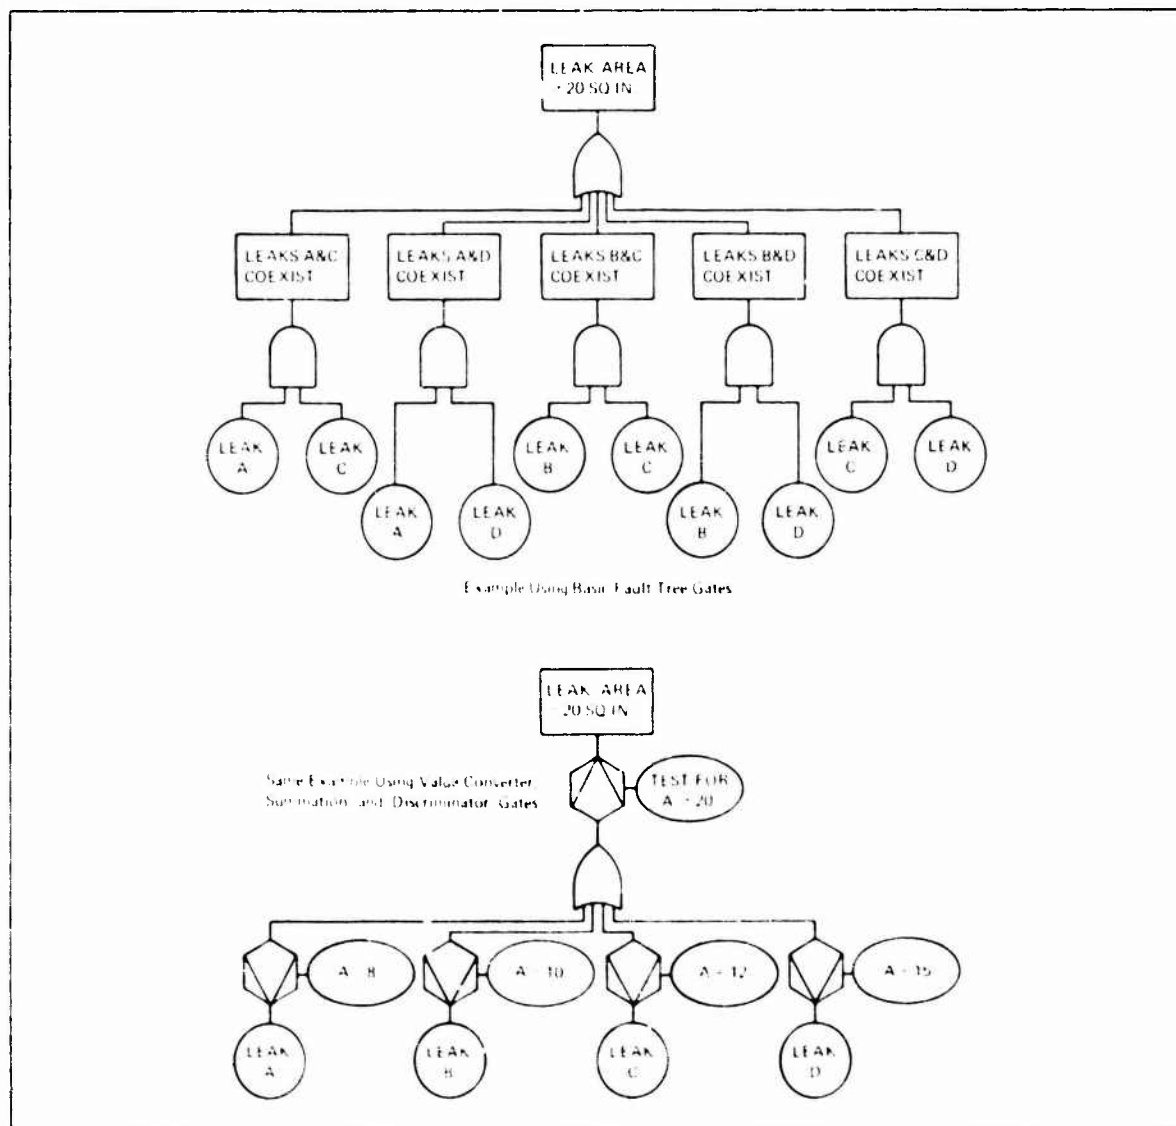 LEAK AREA
20 SQ IN
LEAKS A&C
COEXIST
LEAKS A&D
COEXIST
LEAKS B&C
COEXIST
LEAKS B&D
COEXIST
LEAKS C&D
COEXIST
LEAK
A
LEAK
C
LEAK
B
LEAK
C
LEAK
C
LEAK
D
LEAK
A
LEAK
D
LEAK
B
LEAK
D
Example Using Basic Fault Tree Gates
LEAK AREA
20 SQ IN
Same Example Using Value Converter,
Summation and Discriminator Gates
TEST FOR
A 20
A 8
A 10
A 12
A 15
LEAK
A
LEAK
B
LEAK
C
LEAK
D